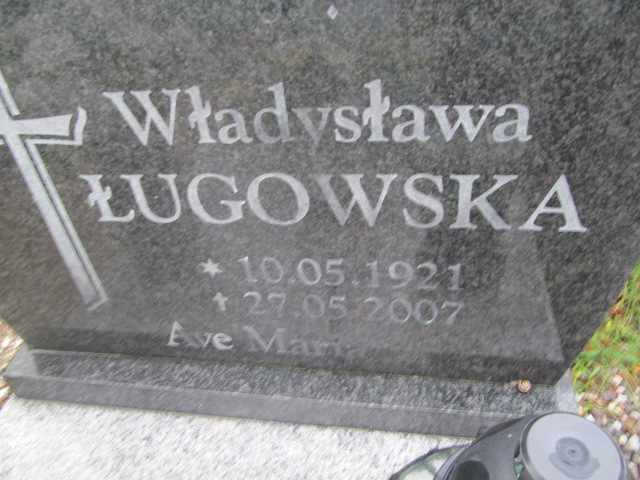 Władysława
ŁUGOWSKA
* 10.05.1921
✝ 27.05.2007
Ave Maria